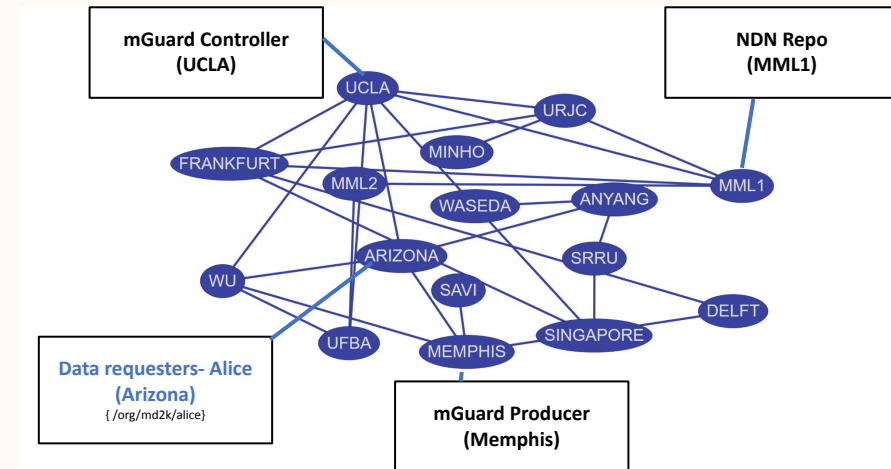 mGuard Controller
(UCLA)
NDN Repo
(MML1)
UCLA
URJC
MINHO
FRANKFURT
MML2
MML1
WASEDA
ANYANG
ARIZONA
SRRU
WU
SAVI
DELFT
UFBA
MEMPHIS
SINGAPORE
Data requesters- Alice
(Arizona)
{ /org/md2k/alice}
mGuard Producer
(Memphis)